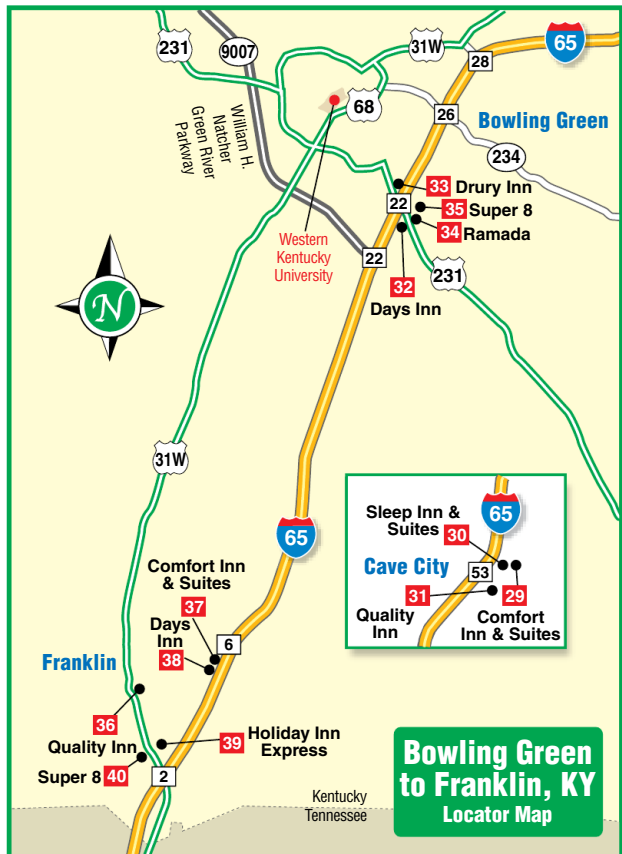 231
9007
31W
65
28
68
26
Bowling Green
William H.
Natcher
Green River
Parkway
234
33 Drury Inn
22
35 Super 8
34 Ramada
Western
Kentucky
University
22
231
32
Days Inn
N
31W
65
65
Sleep Inn &
Suites 30
Cave City
53
31
29
Quality
Inn
Comfort
Inn & Suites
Comfort Inn
& Suites
37
Days
Inn
38
6
Franklin
36
Quality Inn
39 Holiday Inn
Express
Super 8 40
2
Kentucky
Tennessee
Bowling Green
to Franklin, KY
Locator Map